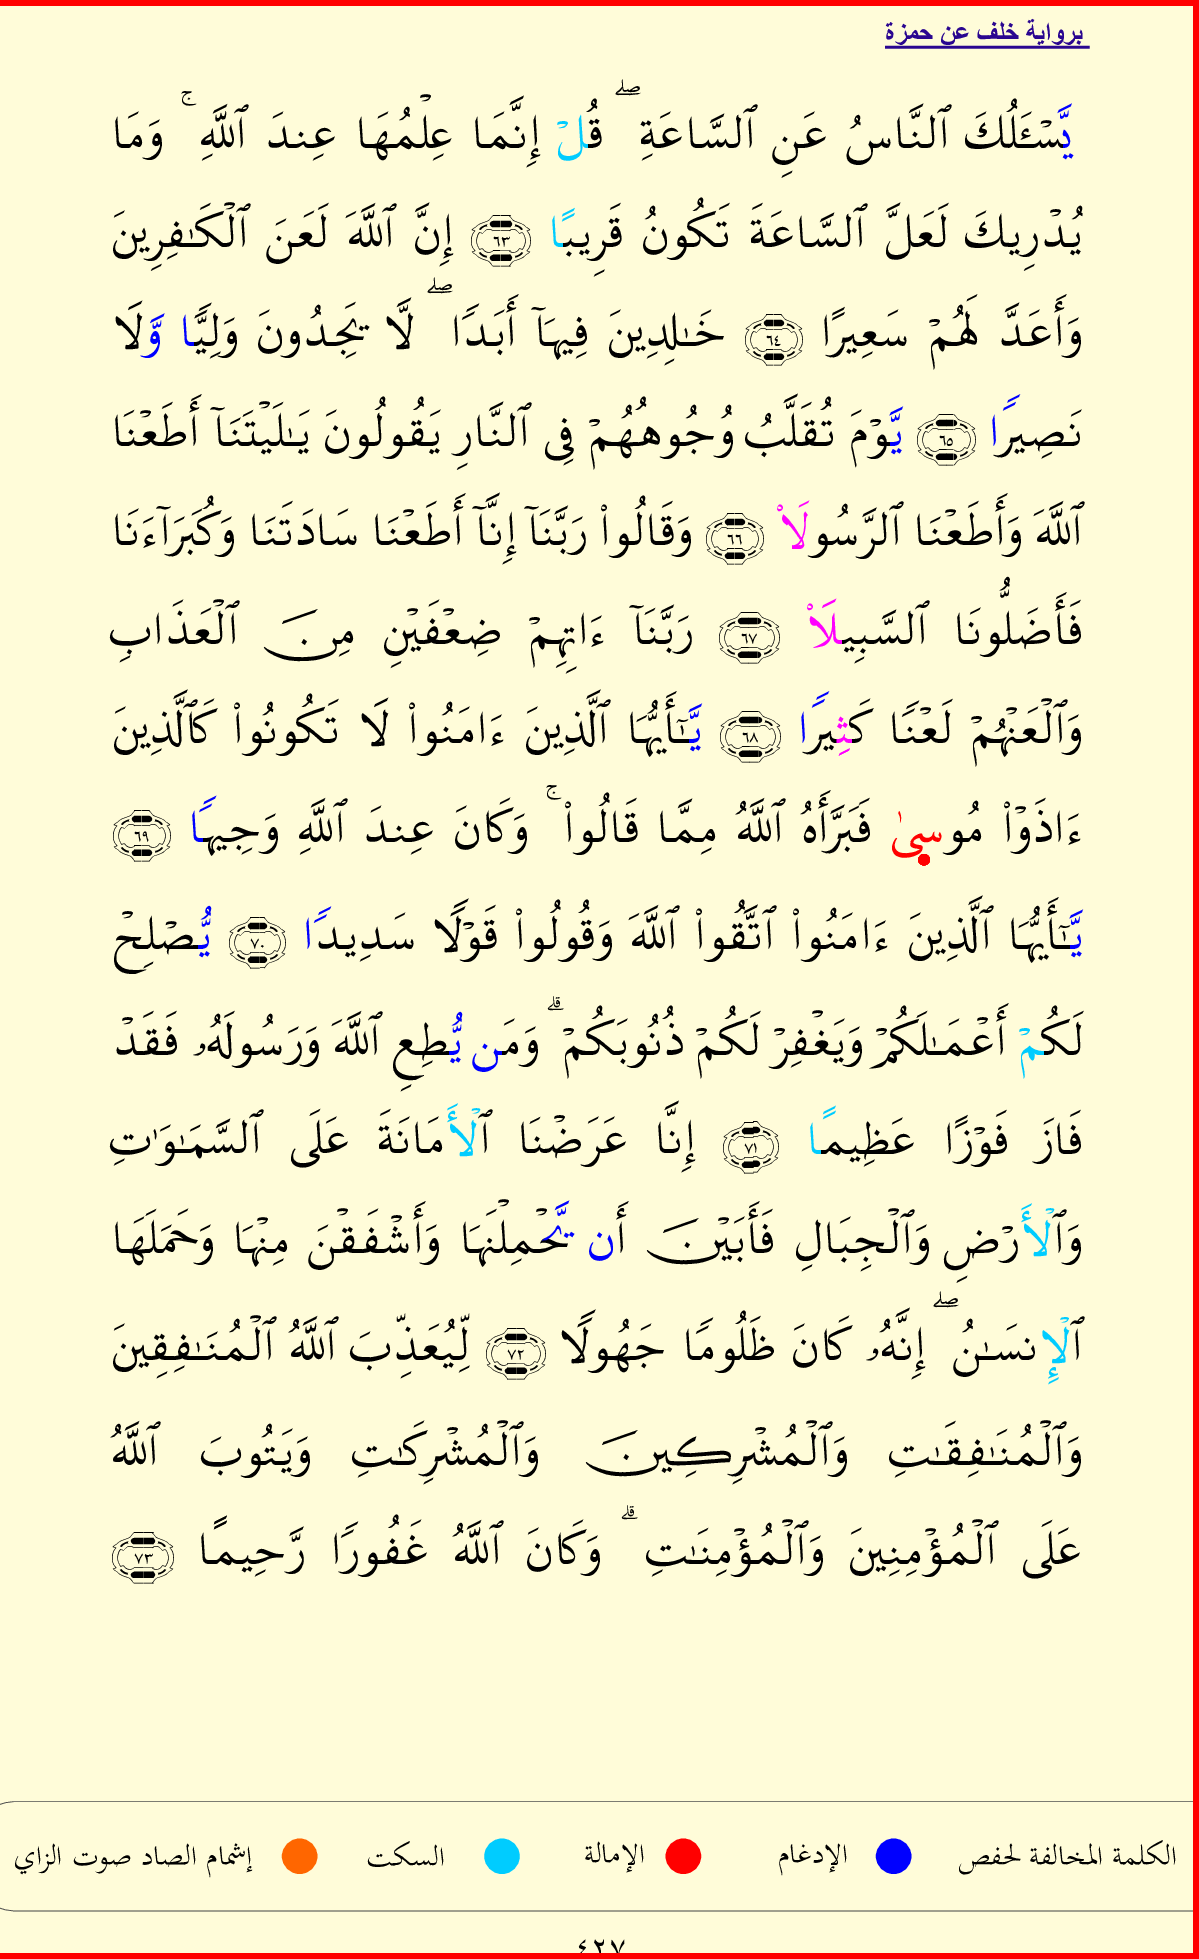 برواية خلف عن حمزة
يَّسۡـَٔلُكَ ٱلنَّاسُ عَنِ ٱلسَّاعَةِۖ قُلۡ إِنَّمَا عِلۡمُهَا عِندَ ٱللَّهِۚ وَمَا
يُدۡرِيكَ لَعَلَّ ٱلسَّاعَةَ تَكُونُ قَرِيبًا ٦٣ إِنَّ ٱللَّهَ لَعَنَ ٱلۡكَٰفِرِينَ
وَأَعَدَّ لَهُمۡ سَعِيرًا ٦٤ خَٰلِدِينَ فِيهَآ أَبَدًاۖ لَّا يَجِدُونَ وَلِيًّا وَّلَا
نَصِيرًا ٦٥ يَّوۡمَ تُقَلَّبُ وُجُوهُهُمۡ فِي ٱلنَّارِ يَقُولُونَ يَٰلَيۡتَنَآ أَطَعۡنَا
ٱللَّهَ وَأَطَعۡنَا ٱلرَّسُولَاْ ٦٦ وَقَالُواْ رَبَّنَآ إِنَّآ أَطَعۡنَا سَادَتَنَا وَكُبَرَآءَنَا
فَأَضَلُّونَا ٱلسَّبِيلَاْ ٦٧ رَبَّنَآ ءَاتِهِمۡ ضِعۡفَيۡنِ مِنَ ٱلۡعَذَابِ
وَٱلۡعَنۡهُمۡ لَعۡنٗا كَثِيرًا ٦٨ يَّٰٓأَيُّهَا ٱلَّذِينَ ءَامَنُواْ لَا تَكُونُواْ كَٱلَّذِينَ
ءَاذَوۡاْ مُوسىٰ فَبَرَّأَهُ ٱللَّهُ مِمَّا قَالُواْۚ وَكَانَ عِندَ ٱللَّهِ وَجِيهًا ٦٩
يَّٰٓأَيُّهَا ٱلَّذِينَ ءَامَنُواْ ٱتَّقُواْ ٱللَّهَ وَقُولُواْ قَوۡلٗا سَدِيدًا ٧٠ يُّصۡلِحۡ
لَكُمۡ أَعۡمَٰلَكُمۡ وَيَغۡفِرۡ لَكُمۡ ذُنُوبَكُمۡۗ وَمَن يُّطِعِ ٱللَّهَ وَرَسُولَهُۥ فَقَدۡ
فَازَ فَوۡزًا عَظِيمًا ٧١ إِنَّا عَرَضۡنَا ٱلۡأَمَانَةَ عَلَى ٱلسَّمَٰوَٰتِ
وَٱلۡأَرۡضِ وَٱلۡجِبَالِ فَأَبَيۡنَ أَن يَّحۡمِلۡنَهَا وَأَشۡفَقۡنَ مِنۡهَا وَحَمَلَهَا
ٱلۡإِنسَٰنُۖ إِنَّهُۥ كَانَ ظَلُومٗا جَهُولٗا ٧٢ لِّيُعَذِّبَ ٱللَّهُ ٱلۡمُنَٰفِقِينَ
وَٱلۡمُنَٰفِقَٰتِ وَٱلۡمُشۡرِكِينَ وَٱلۡمُشۡرِكَٰتِ وَيَتُوبَ ٱللَّهُ
عَلَى ٱلۡمُؤۡمِنِينَ وَٱلۡمُؤۡمِنَٰتِۗ وَكَانَ ٱللَّهُ غَفُورٗا رَّحِيمًا ٧٣
الكلمة المخالفة لحفص الإدغام الإمالة السكت إشمام الصاد صوت الزاي
٤٢٧